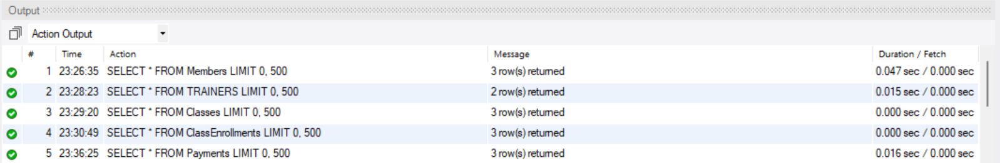 Output
Action Output
# Time Action Message Duration / Fetch
1 23:26:35 SELECT * FROM Members LIMIT 0, 500 3 row(s) returned 0.047 sec / 0.000 sec
2 23:28:23 SELECT * FROM TRAINERS LIMIT 0, 500 2 row(s) returned 0.015 sec / 0.000 sec
3 23:29:20 SELECT * FROM Classes LIMIT 0, 500 3 row(s) returned 0.000 sec / 0.000 sec
4 23:30:49 SELECT * FROM ClassEnrollments LIMIT 0, 500 3 row(s) returned 0.000 sec / 0.000 sec
5 23:36:25 SELECT * FROM Payments LIMIT 0, 500 3 row(s) returned 0.016 sec / 0.000 sec